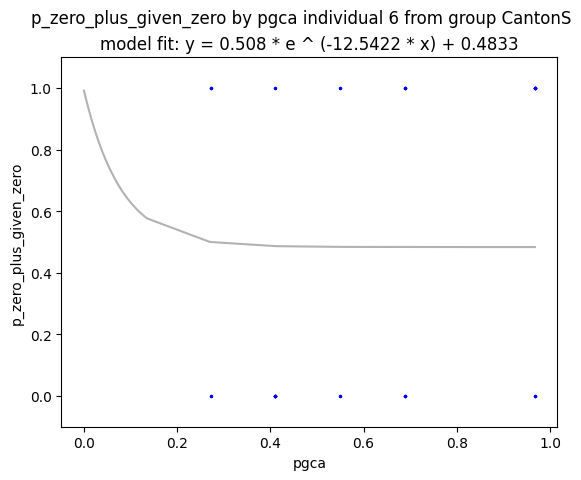 p_zero_plus_given_zero by pgca individual 6 from group CantonS
model fit: y = 0.508 * e ^ (-12.5422 * x) + 0.4833
1.0
0.8
0.6
0.4
0.2
0.0
p_zero_plus_given_zero
0.0 0.2 0.4 0.6 0.8 1.0
pgca